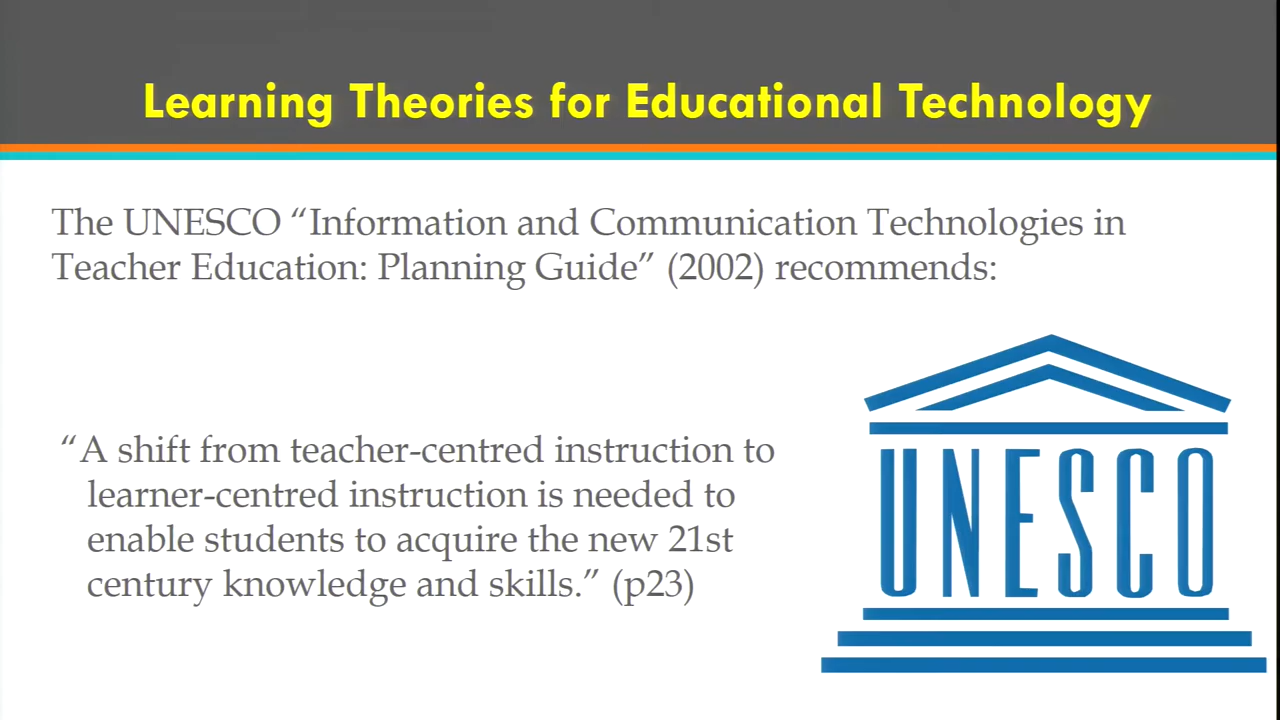 Learning Theories for Educational Technology
The UNESCO “Information and Communication Technologies in
Teacher Education: Planning Guide” (2002) recommends:
“A shift from teacher-centred instruction to
learner-centred instruction is needed to
enable students to acquire the new 21st
century knowledge and skills.” (p23)
UNESCO